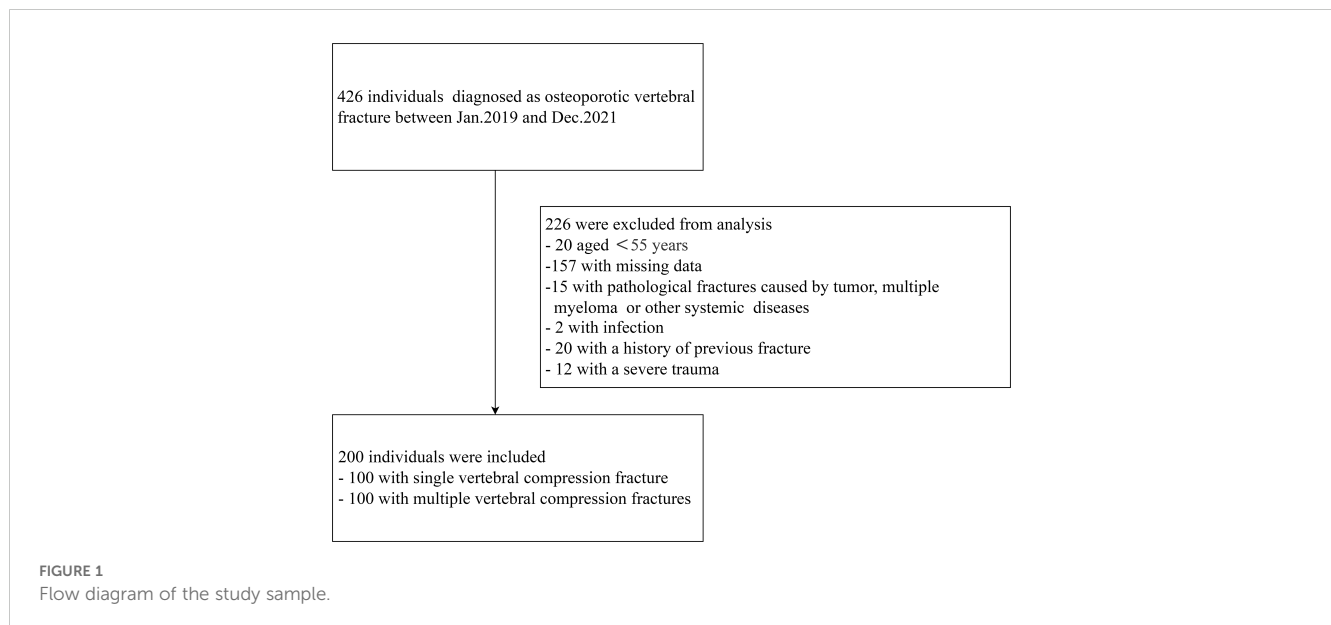 426 individuals diagnosed as osteoporotic vertebral
fracture between Jan.2019 and Dec.2021
226 were excluded from analysis
- 20 aged <55 years
-157 with missing data
-15 with pathological fractures caused by tumor, multiple
myeloma or other systemic diseases
- 2 with infection
- 20 with a history of previous fracture
- 12 with a severe trauma
200 individuals were included
- 100 with single vertebral compression fracture
- 100 with multiple vertebral compression fractures
FIGURE 1
Flow diagram of the study sample.